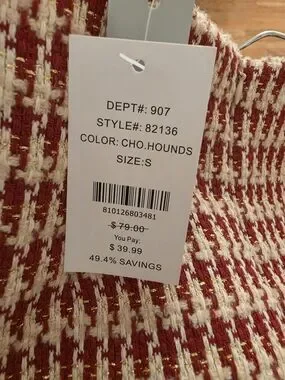 DEPT#: 907
STYLE#: 82136
COLOR: CHO.HOUNDS
SIZE:S
810126803481
$ 79.00
You Pay:
$ 39.99
49.4% SAVINGS